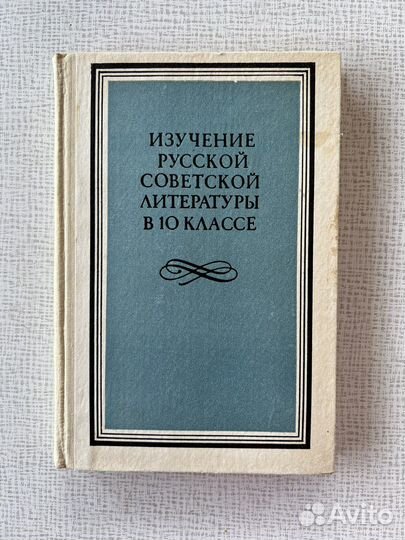 ИЗУЧЕНИЕ
РУССКОЙ
СОВЕТСКОЙ
ЛИТЕРАТУРЫ
В 10 КЛАССЕ
Avito